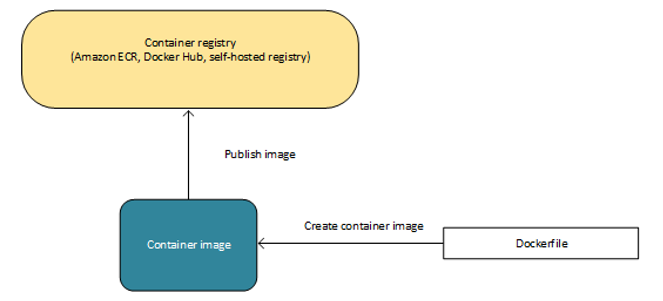 Container registry
(Amazon ECR, Docker Hub, self-hosted registry)
Publish image
Create container image
Container image
Dockerfile